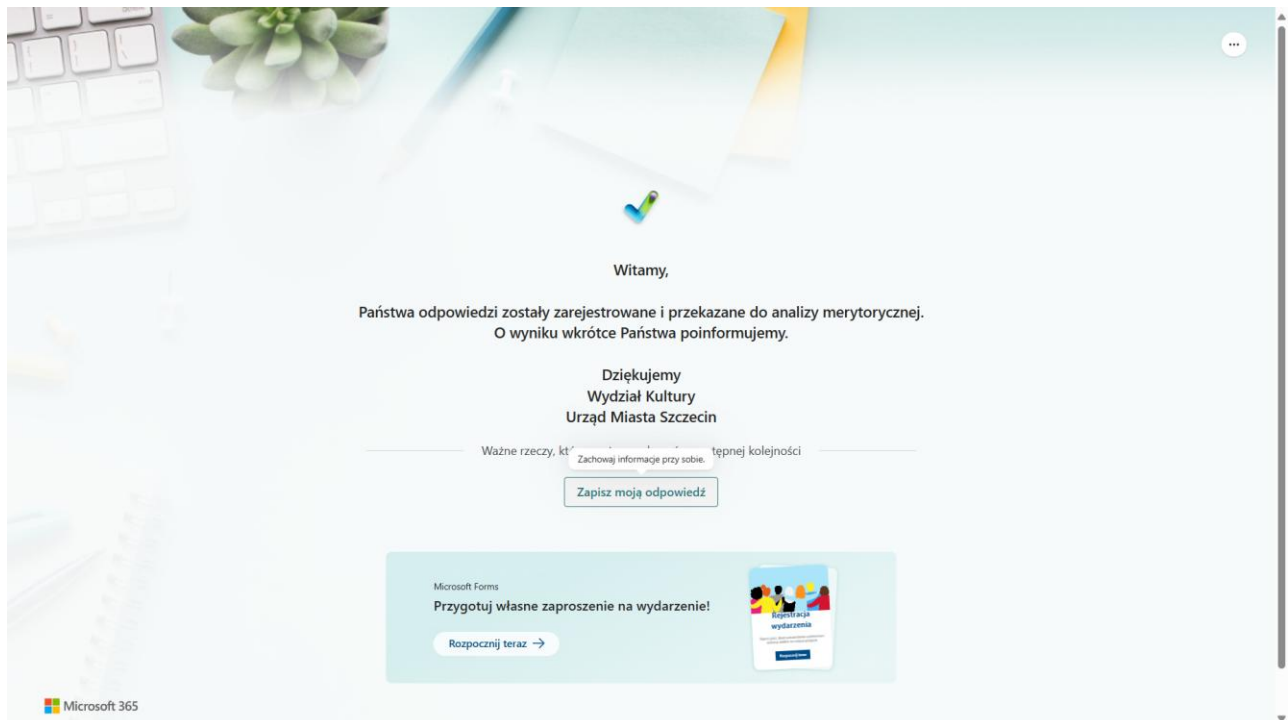 Witamy,
Państwa odpowiedzi zostały zarejestrowane i przekazane do analizy merytorycznej.
O wyniku wkrótce Państwa poinformujemy.
Dziękujemy
Wydział Kultury
Urząd Miasta Szczecin
Ważne rzeczy, kolejności
Zachowaj informacje przy sobie.
Zapisz moją odpowiedź
Microsoft Forms
Przygotuj własne zaproszenie na wydarzenie!
Rozpocznij teraz →
Rejestracja
wydarzenia
Rozpocznij teraz
Microsoft 365